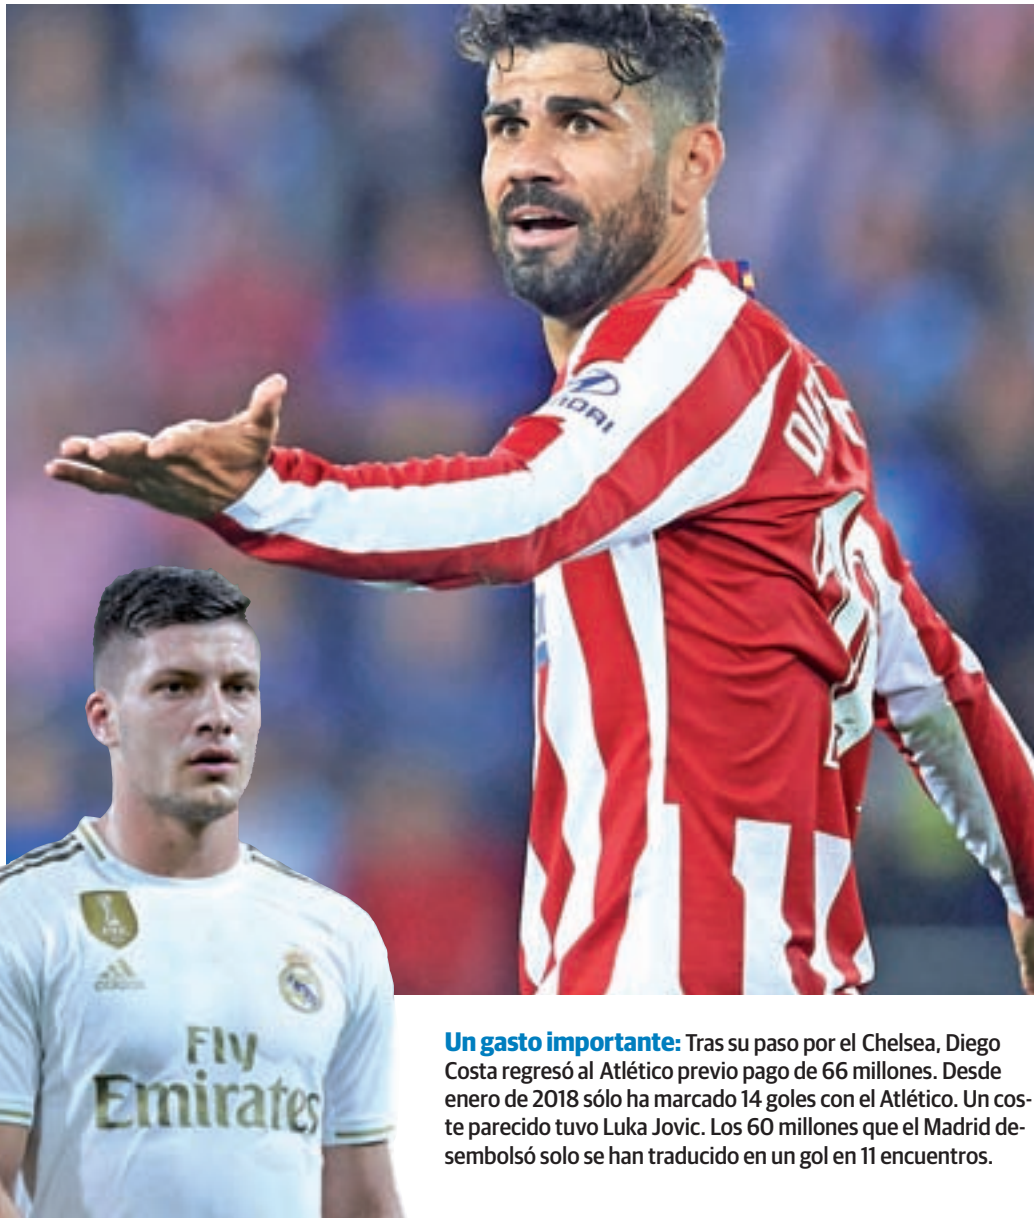 Fly
Emirates
adidas
Un gasto importante: Tras su paso por el Chelsea, Diego
Costa regresó al Atlético previo pago de 66 millones. Desde
enero de 2018 sólo ha marcado 14 goles con el Atlético. Un cos-
te parecido tuvo Luka Jovic. Los 60 millones que el Madrid de-
sembolsó solo se han traducido en un gol en 11 encuentros.